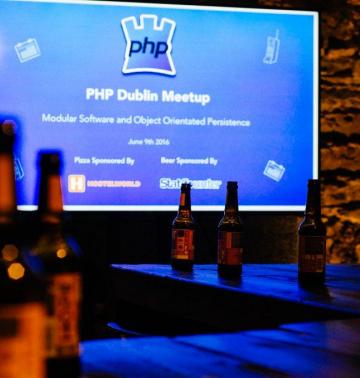 php
PHP Dublin Meetup
Modular Software and Object Orientated Persistence
June 9th 2016
Pizza Sponsored By
Beer Sponsored By
H HOSTELWORLD